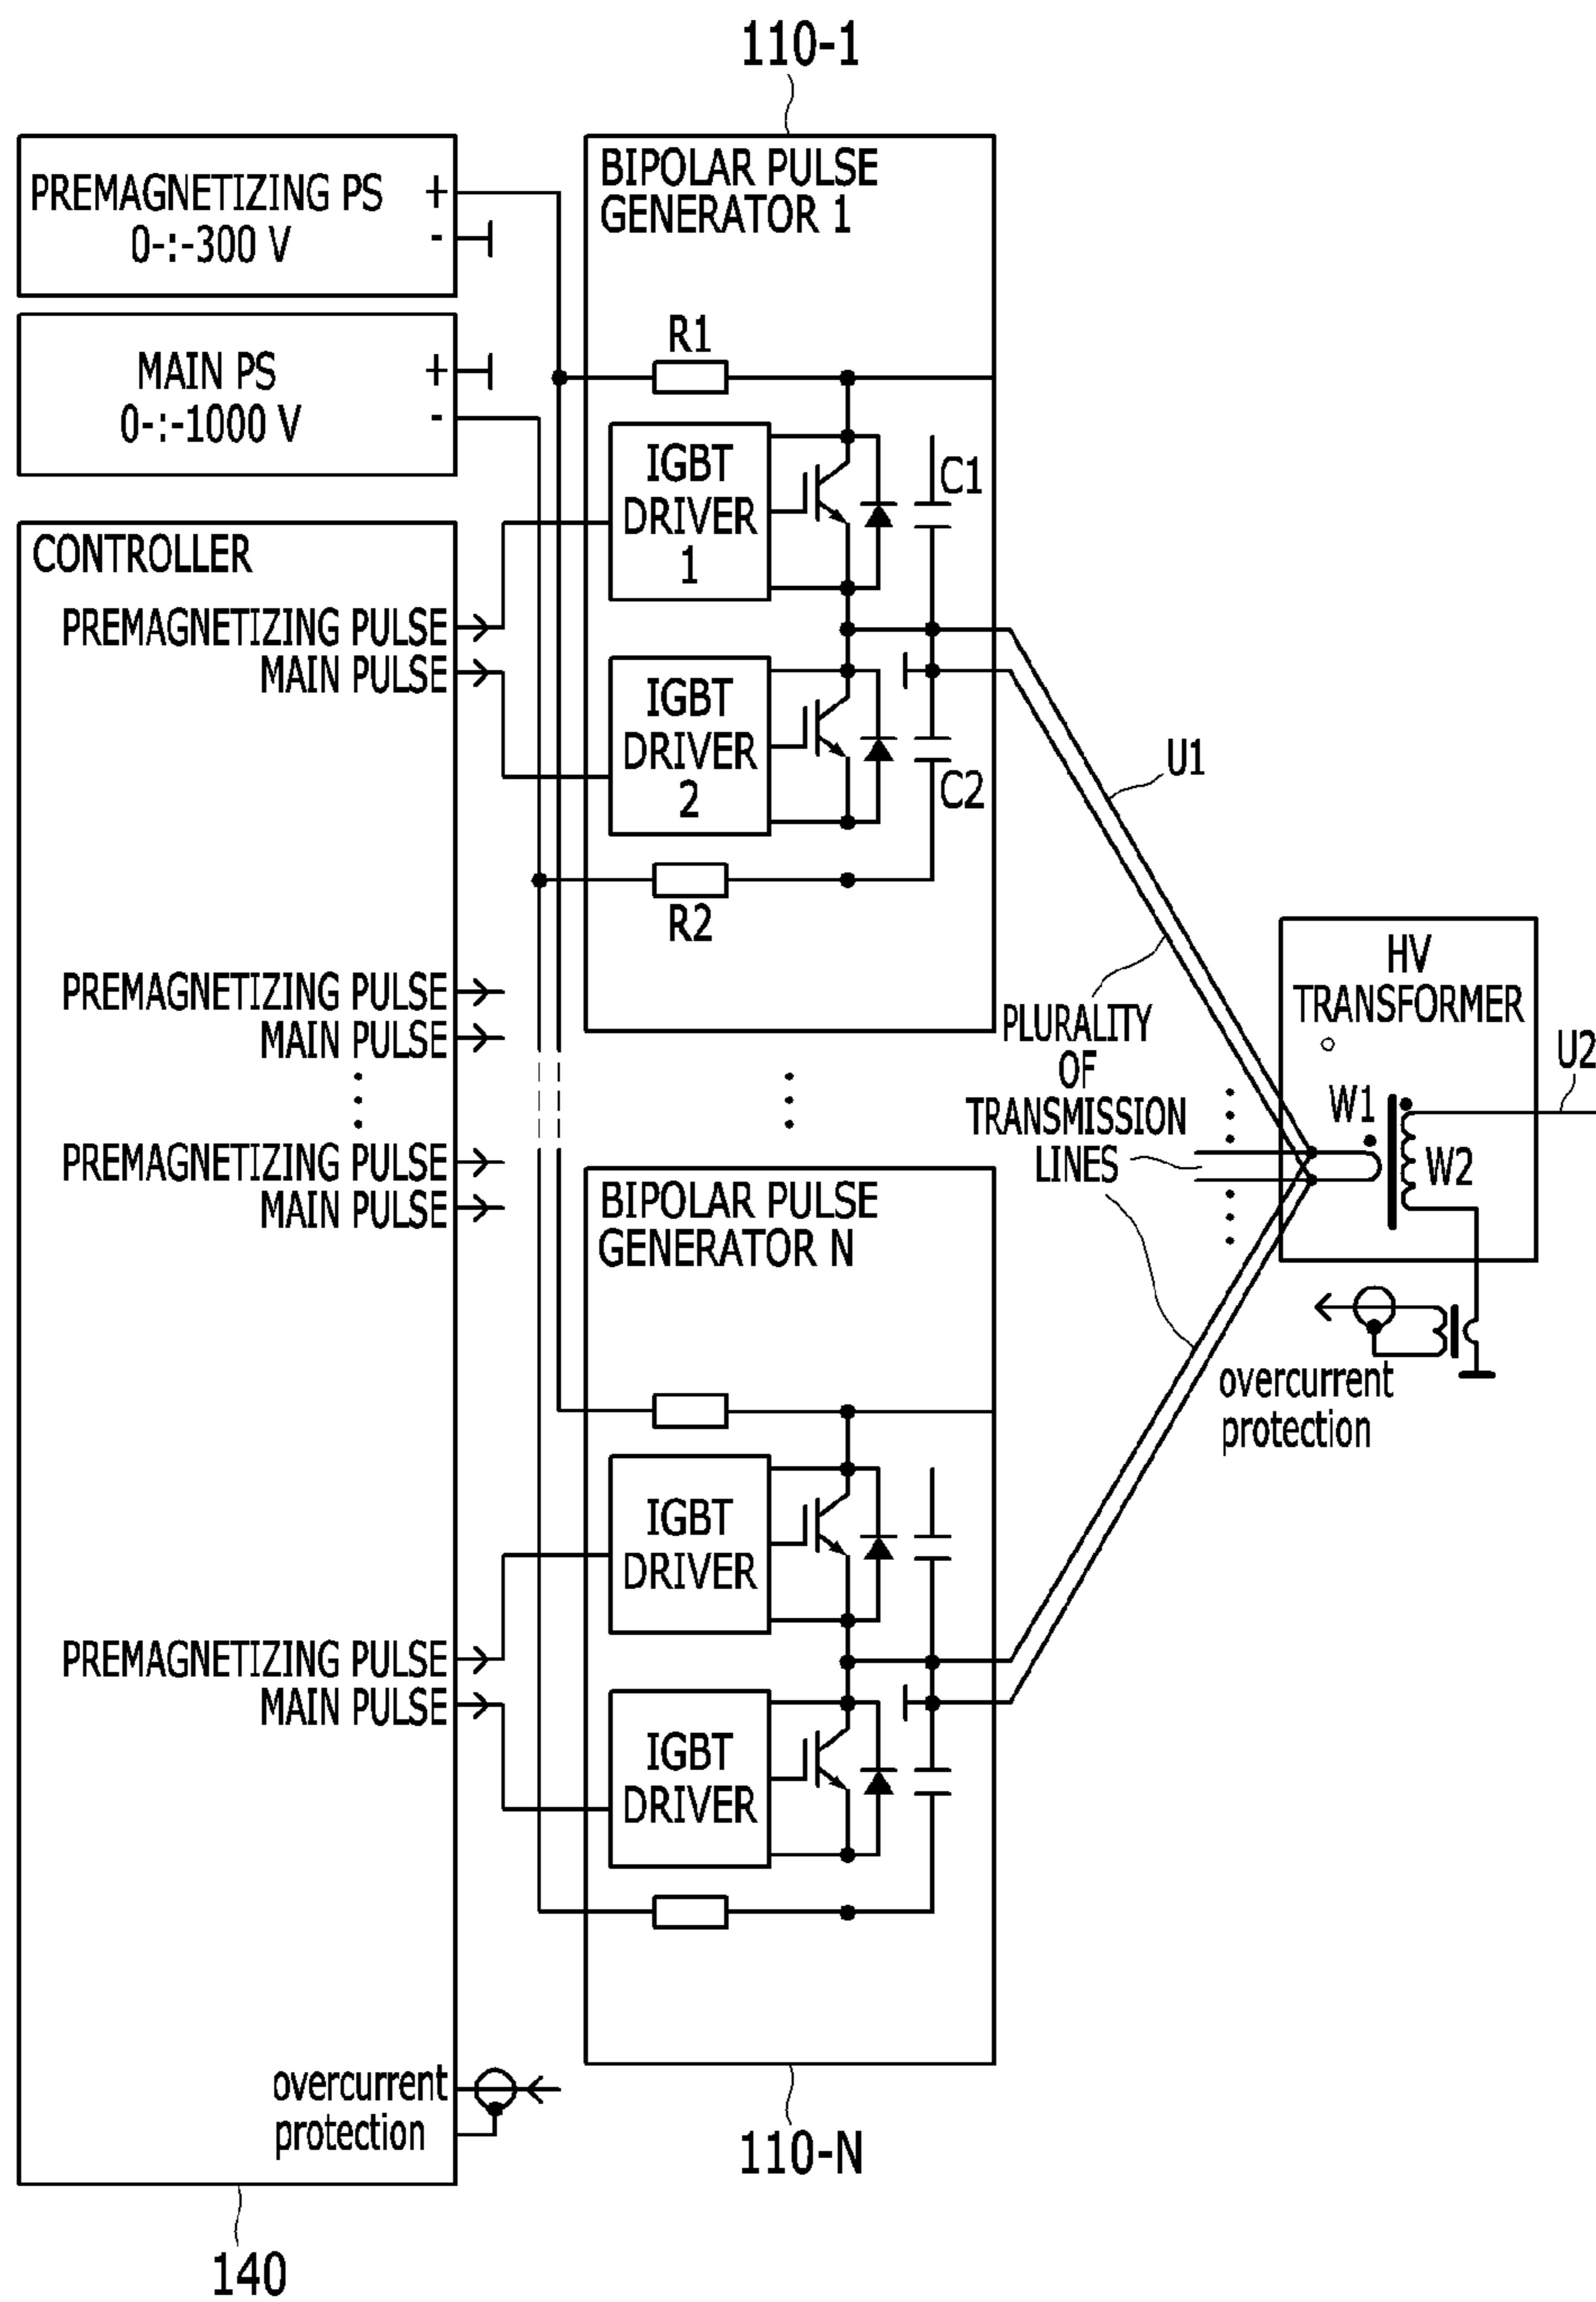 110-1
PREMAGNETIZING PS +
0-:-300 V -
MAIN PS +
0-:-1000 V -
BIPOLAR PULSE
GENERATOR 1
R1
IGBT
DRIVER
1
C1
CONTROLLER
PREMAGNETIZING PULSE
MAIN PULSE
IGBT
DRIVER
2
C2
R2
U1
PREMAGNETIZING PULSE
MAIN PULSE
PREMAGNETIZING PULSE
MAIN PULSE
PLURALITY
OF
TRANSMISSION
LINES
HV
TRANSFORMER
W1
W2
U2
overcurrent
protection
BIPOLAR PULSE
GENERATOR N
IGBT
DRIVER
PREMAGNETIZING PULSE
MAIN PULSE
IGBT
DRIVER
overcurrent
protection
110-N
140